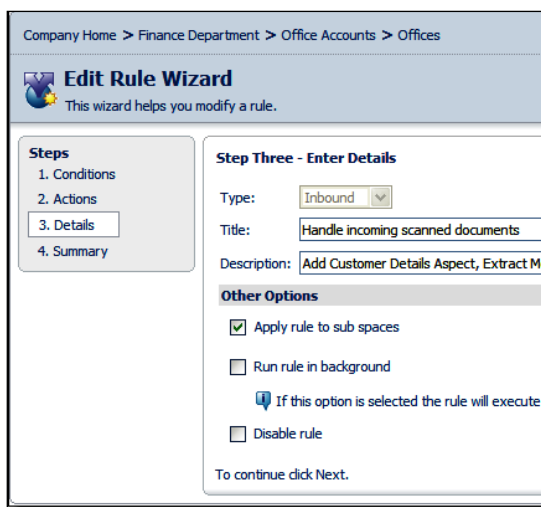 Company Home > Finance Department > Office Accounts > Offices
Edit Rule Wizard
This wizard helps you modify a rule.
Steps
1. Conditions
2. Actions
3. Details
4. Summary
Step Three - Enter Details
Type: Inbound
Title: Handle incoming scanned documents
Description: Add Customer Details Aspect, Extract M
Other Options
Apply rule to sub spaces
Run rule in background
If this option is selected the rule will execute
Disable rule
To continue click Next.